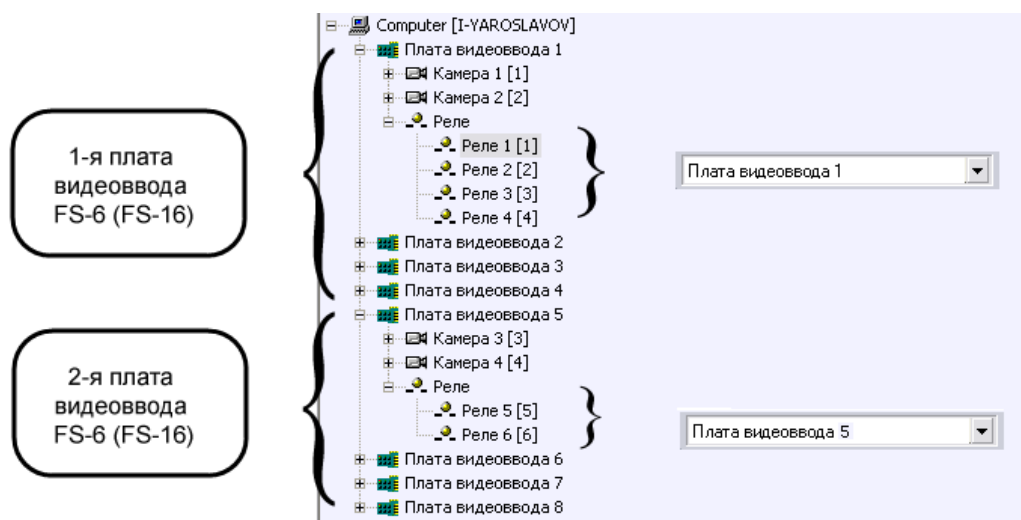 Computer [I-YAROSLAVOV]
Плата видеоввода 1
Камера 1 [1]
Камера 2 [2]
Реле
Реле 1 [1]
Реле 2 [2]
Реле 3 [3]
Реле 4 [4]
Плата видеоввода 2
Плата видеоввода 3
Плата видеоввода 4
Плата видеоввода 5
Камера 3 [3]
Камера 4 [4]
Реле
Реле 5 [5]
Реле 6 [6]
Плата видеоввода 6
Плата видеоввода 7
Плата видеоввода 8
1-я плата
видеоввода
FS-6 (FS-16)
2-я плата
видеоввода
FS-6 (FS-16)
Плата видеоввода 1
Плата видеоввода 5